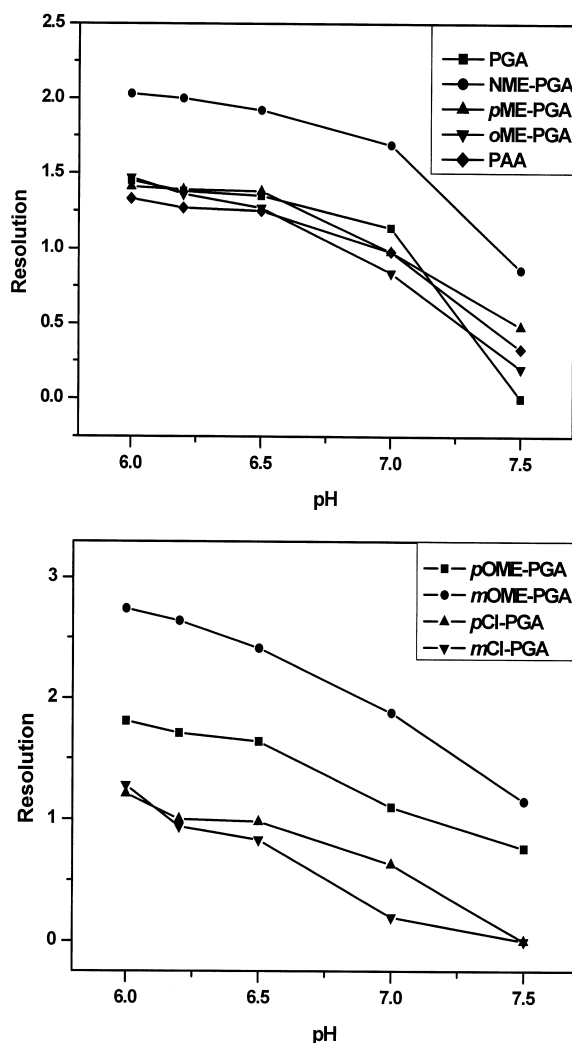 2.5
2.0
1.5
1.0
0.5
0.0
Resolution
PGA
NME-PGA
pME-PGA
oME-PGA
PAA
6.0 6.5 7.0 7.5
pH
3
2
1
0
Resolution
pOME-PGA
mOME-PGA
pCl-PGA
mCl-PGA
6.0 6.5 7.0 7.5
pH